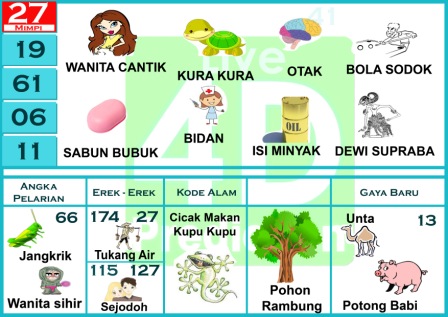 27
MIMPI
19
61
06
11
WANITA CANTIK
KURA KURA
OTAK
BOLA SODOK
SABUN BUBUK
BIDAN
ISI MINYAK
OIL
DEWI SUPRABA
Live 41
4D
Prediction
ANGKA
PELARIAN
EREK - EREK
KODE ALAM
GAYA BARU
66
Jangkrik
Wanita sihir
174 27
Tukang Air
115 127
Sejodoh
Cicak Makan
Kupu Kupu
Pohon
Rambung
Unta
13
Potong Babi